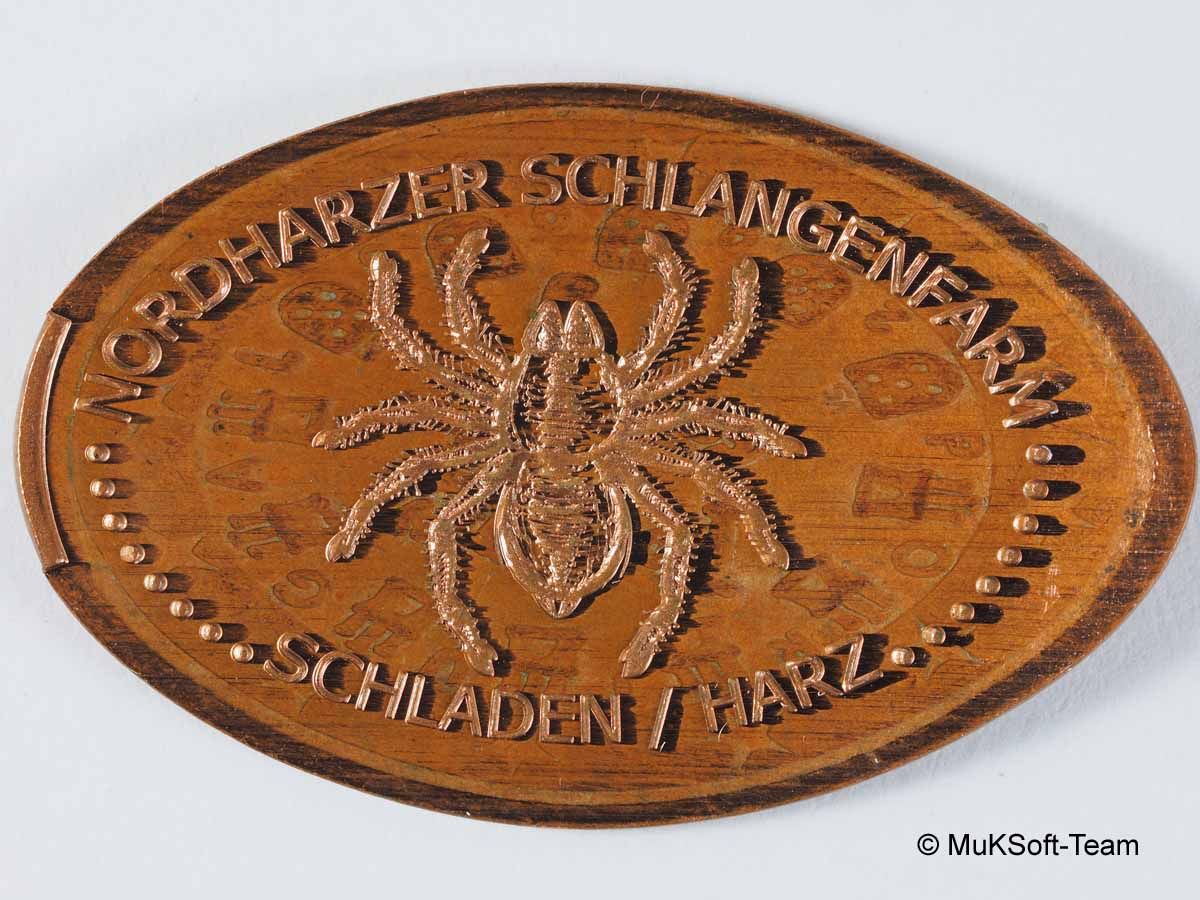 NORDHARZER SCHLANGENFARM
SCHLADEN / HARZ
© MuKSoft-Team